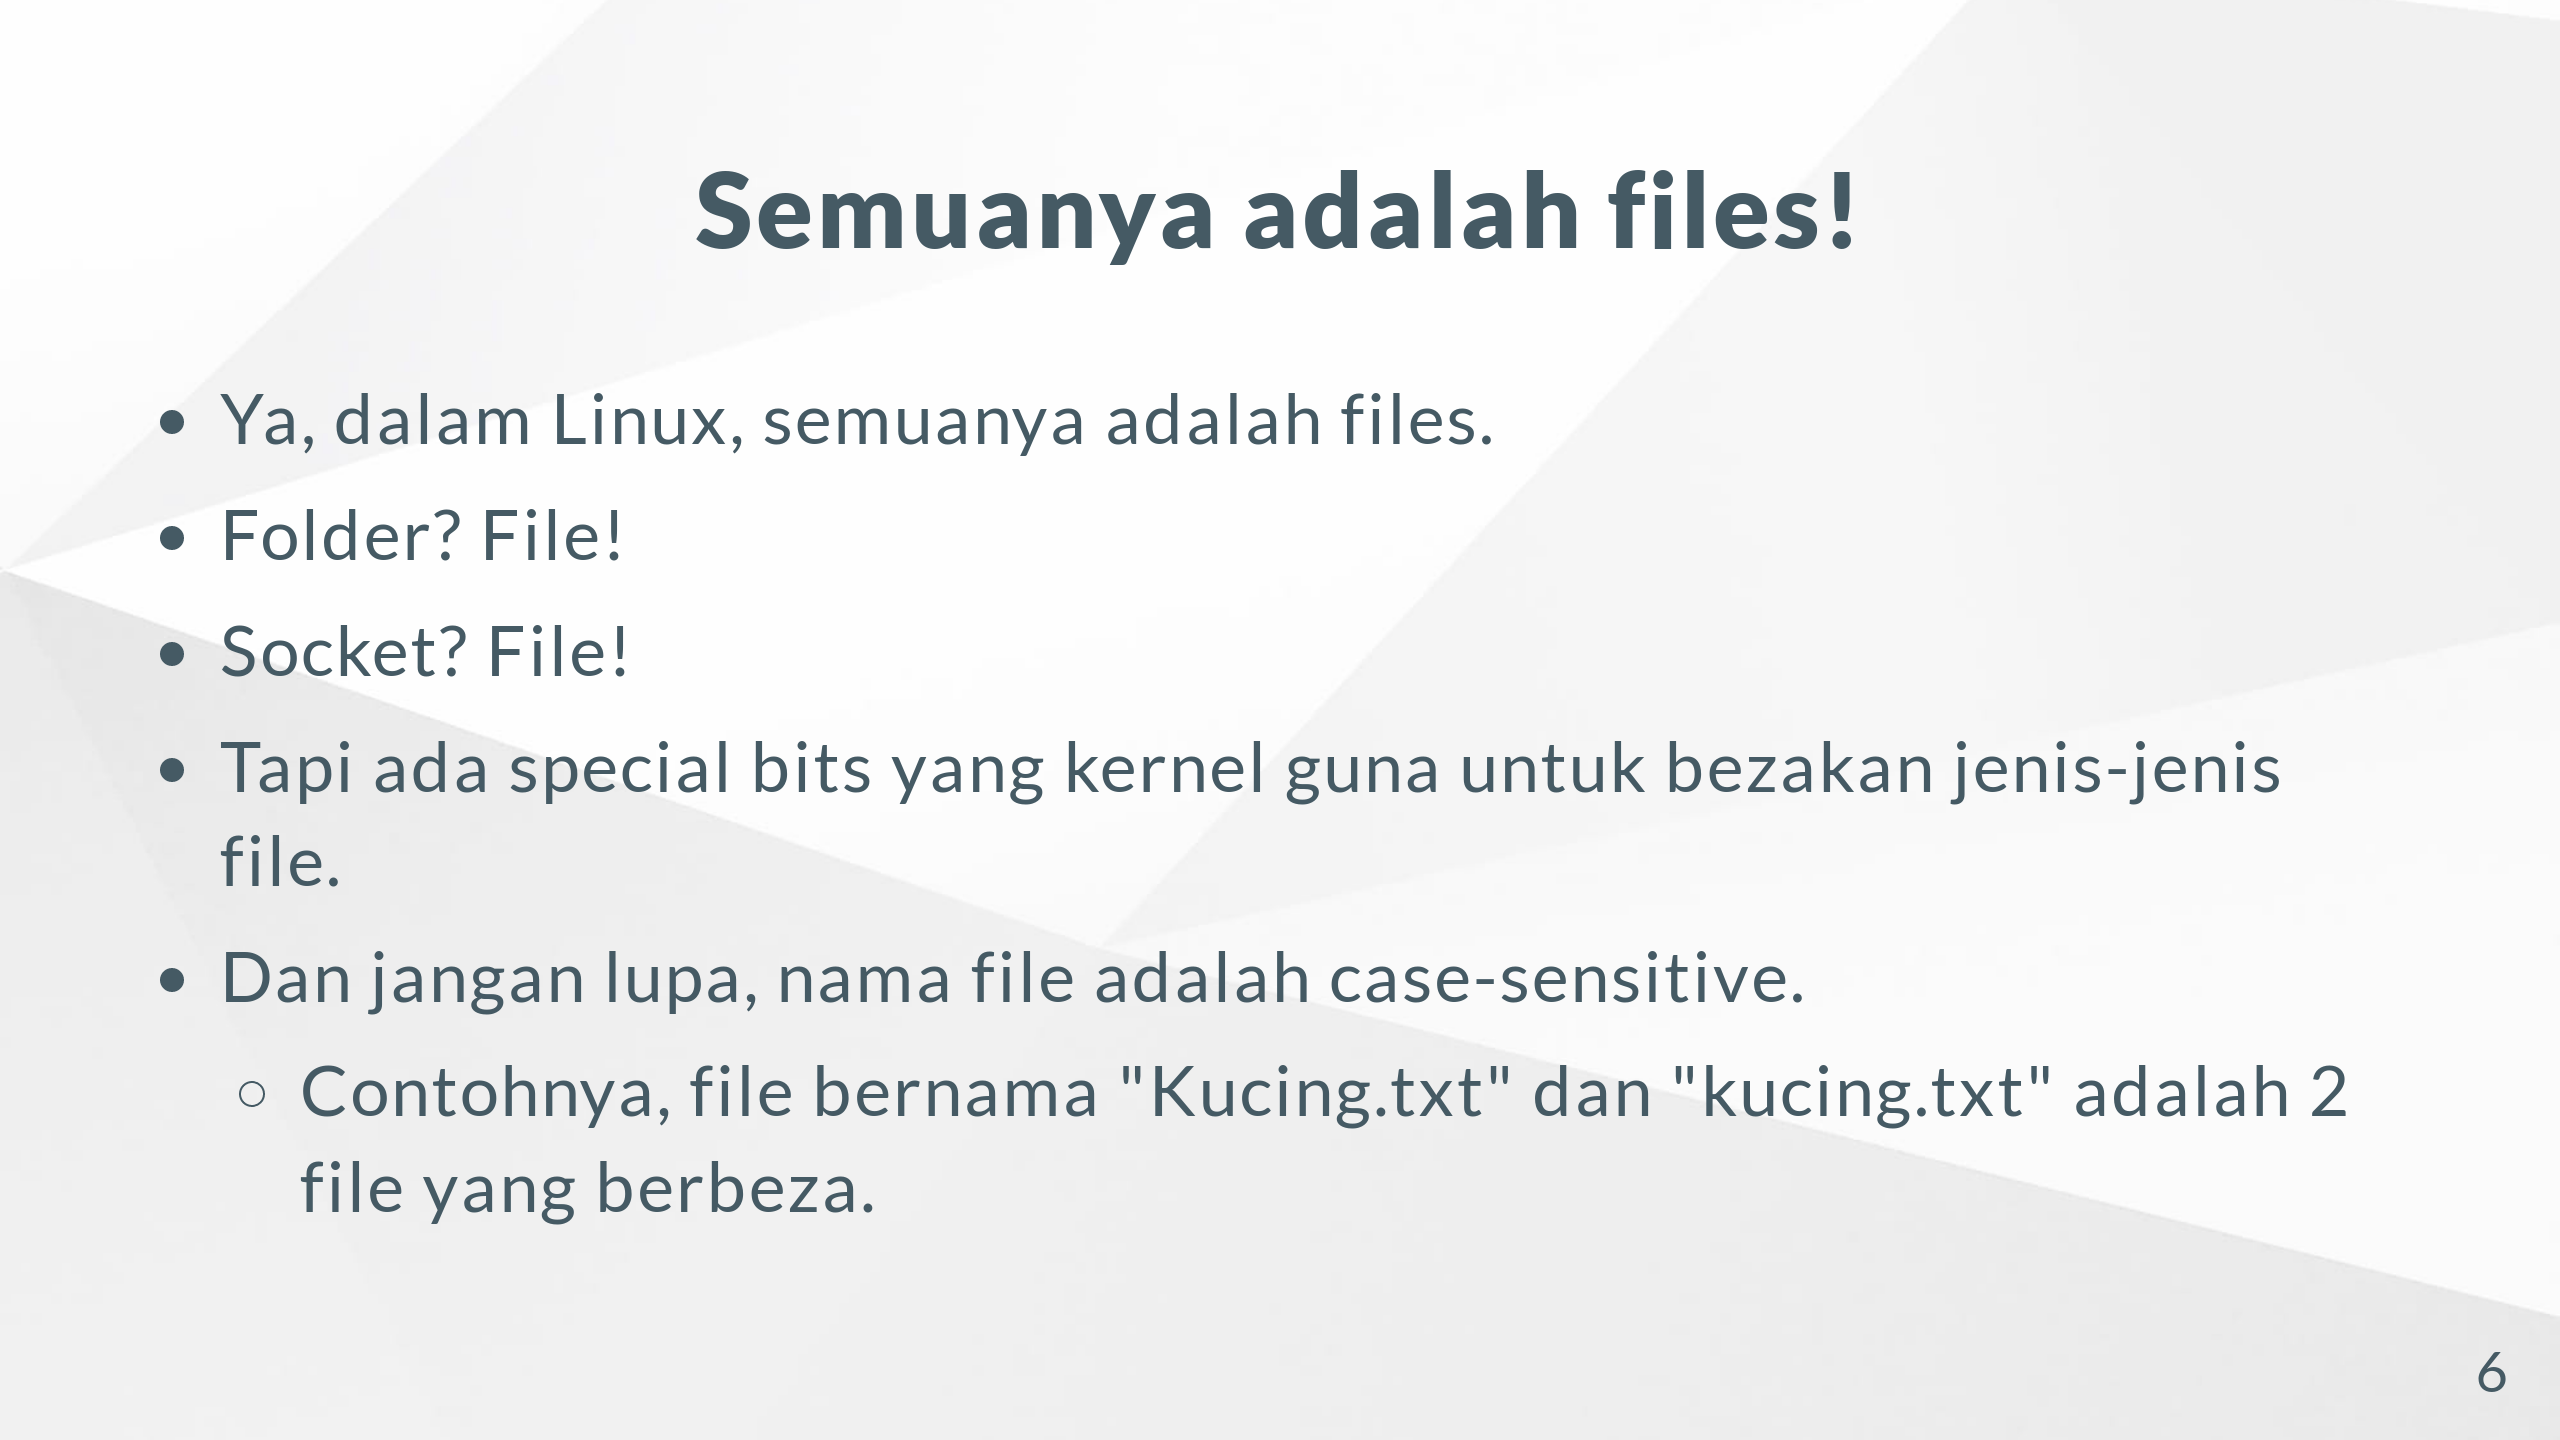 Semuanya adalah files!
• Ya, dalam Linux, semuanya adalah files.
• Folder? File!
• Socket? File!
• Tapi ada special bits yang kernel guna untuk bezakan jenis-jenis
file.
• Dan jangan lupa, nama file adalah case-sensitive.
○ Contohnya, file bernama "Kucing.txt" dan "kucing.txt" adalah 2
file yang berbeza.
6